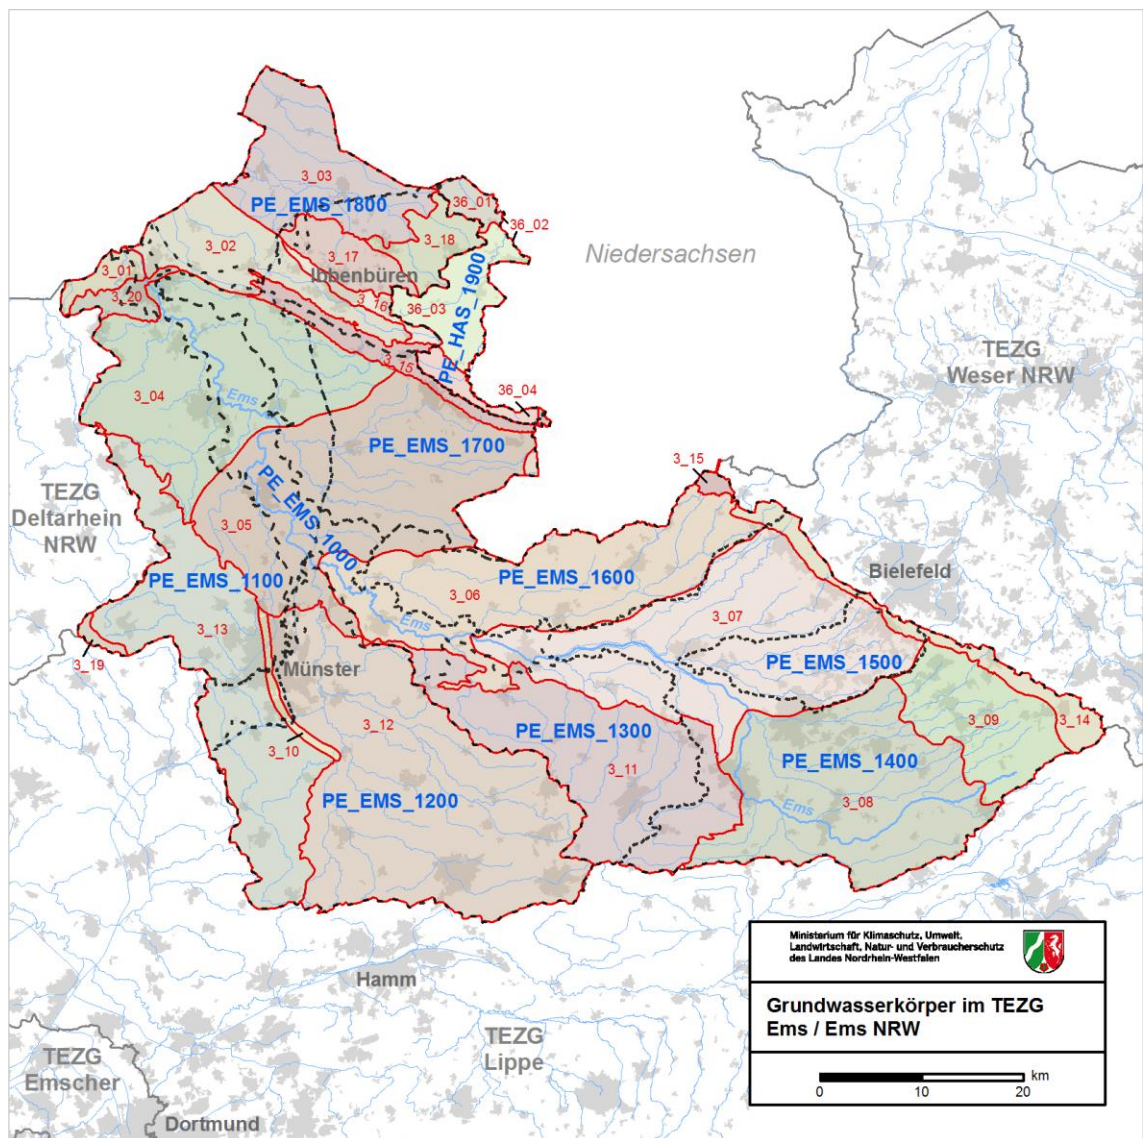 3_03
PE_EMS_1800
36_01
36_02
3_02
3_18
Niedersachsen
3_17
Ibbenbüren
3_01
3_20
3_16
36_03
PE_HAS_1900
3_15
TEZG
Weser NRW
3_04
Ems
36_04
PE_EMS_1700
3_15
TEZG
Deltarhein
NRW
PE_EMS_1000
3_05
PE_EMS_1100
PE_EMS_1600
Bielefeld
3_06
3_07
Ems
3_13
3_19
Münster
PE_EMS_1500
3_12
3_09
3_14
3_10
PE_EMS_1300
3_11
PE_EMS_1400
PE_EMS_1200
Ems
3_08
Hamm
TEZG
Lippe
TEZG
Emscher
Dortmund
Ministerium für Klimaschutz, Umwelt,
Landwirtschaft, Natur- und Verbraucherschutz
des Landes Nordrhein-Westfalen
Grundwasserkörper im TEZG
Ems / Ems NRW
km
0 10 20